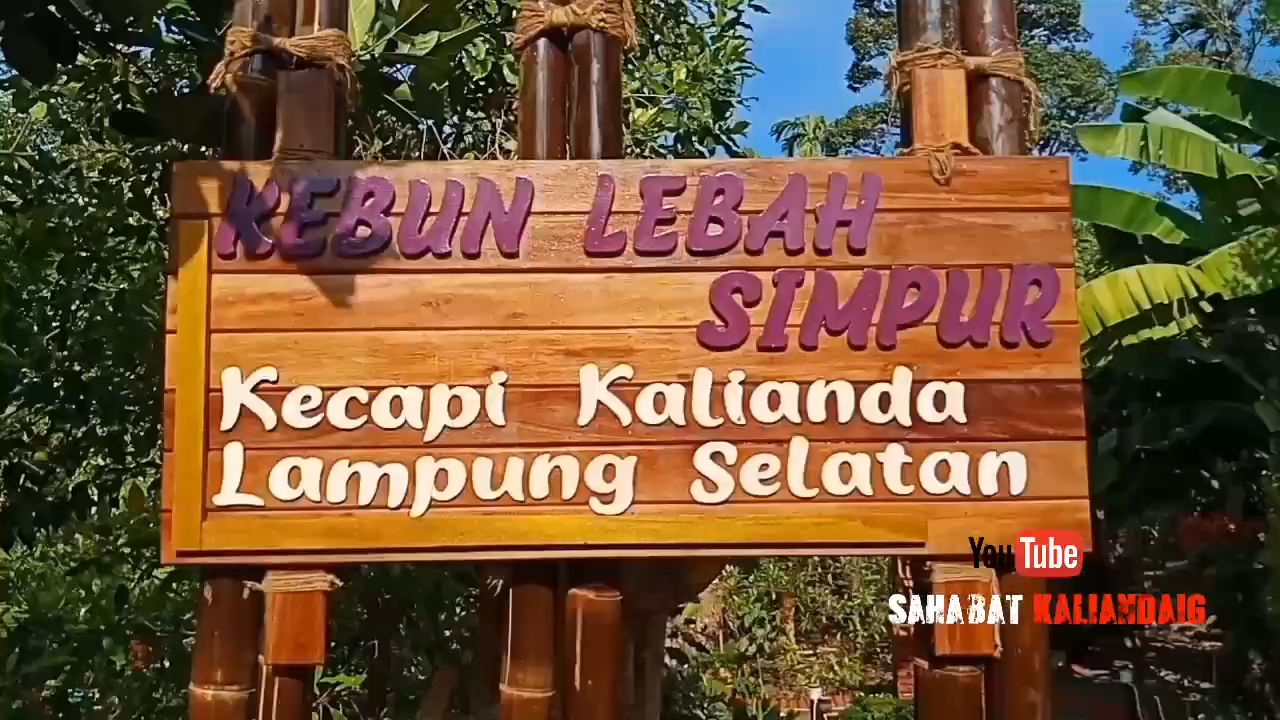 KEBUN LEBAH
SIMPUR
Kecapi Kalianda
Lampung Selatan
YouTube
SAHABAT KALIANDAIG